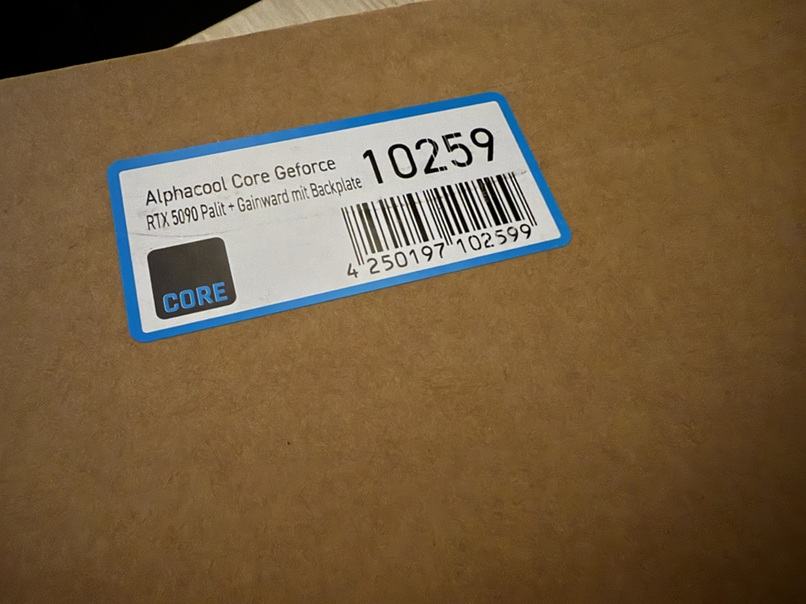 Alphacool Core Geforce
RTX 5090 Palit + Gainward mit Backplate
10259
4 250197 102599
CORE